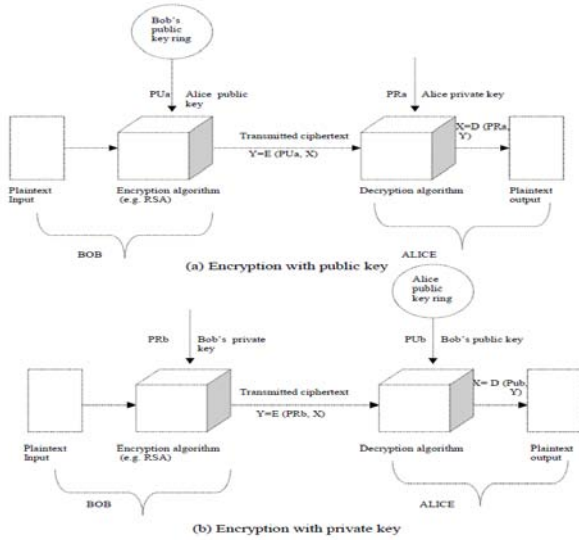 Bob's
public
key ring
PUa
Alice public
key
PRa
Alice private key
Transmitted ciphertext
Y=E (PUa, X)
X=D (PRa,
Y)
Plaintext
Input
Encryption algorithm
(e.g. RSA)
Decryption algorithm
Plaintext
output
BOB
ALICE
(a) Encryption with public key
Alice
public
key ring
PRb
Bob's private
key
PUb
Bob's public key
Transmitted ciphertext
Y=E (PRb, X)
X= D (Pub,
Y)
Plaintext
Input
Encryption algorithm
(e.g. RSA)
Decryption algorithm
Plaintext
output
BOB
ALICE
(b) Encryption with private key